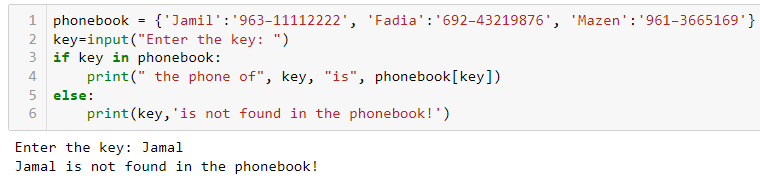 1 phonebook = {'Jamil':'963-11112222', 'Fadia':'692-43219876', 'Mazen':'961-3665169'}
2 key=input("Enter the key: ")
3 if key in phonebook:
4     print(" the phone of", key, "is", phonebook[key])
5 else:
6     print(key,'is not found in the phonebook!')
Enter the key: Jamal
Jamal is not found in the phonebook!